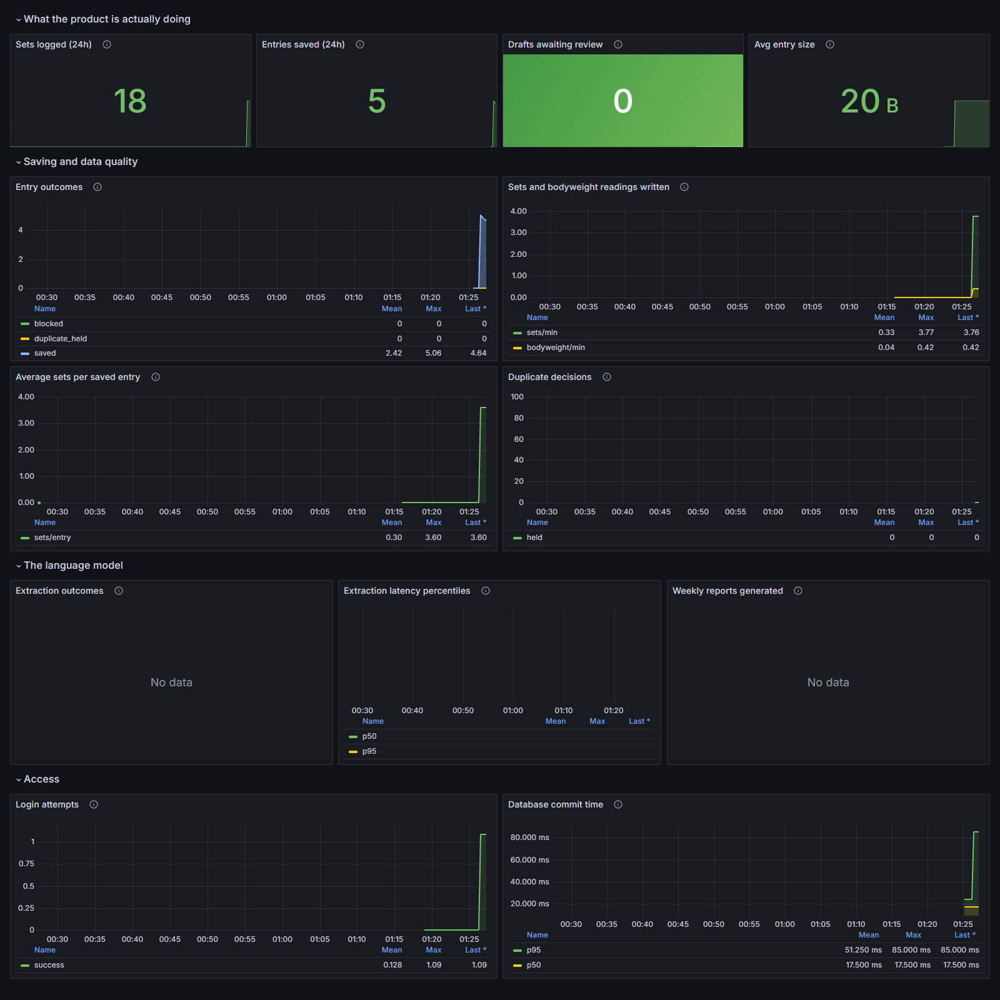 What the product is actually doing
Sets logged (24h)
Entries saved (24h)
Drafts awaiting review
Avg entry size
18
5
0
20 B
Saving and data quality
Entry outcomes
4
2
0
00:30 00:35 00:40 00:45 00:50 00:55 01:00 01:05 01:10 01:15 01:20 01:25
Name Mean Max Last *
blocked 0 0 0
duplicate_held 0 0 0
saved 2.42 5.06 4.64
Sets and bodyweight readings written
4.00
3.00
2.00
1.00
0.00
00:30 00:35 00:40 00:45 00:50 00:55 01:00 01:05 01:10 01:15 01:20 01:25
Name Mean Max Last *
sets/min 0.33 3.77 3.76
bodyweight/min 0.04 0.42 0.42
Average sets per saved entry
4.00
3.00
2.00
1.00
0.00
00:30 00:35 00:40 00:45 00:50 00:55 01:00 01:05 01:10 01:15 01:20 01:25
Name Mean Max Last *
sets/entry 0.30 3.60 3.60
Duplicate decisions
100
80
60
40
20
0
00:30 00:35 00:40 00:45 00:50 00:55 01:00 01:05 01:10 01:15 01:20 01:25
Name Mean Max Last *
held 0 0 0
The language model
Extraction outcomes
No data
Extraction latency percentiles
00:30 00:40 00:50 01:00 01:10 01:20
Name Mean Max Last *
p50
p95
Weekly reports generated
No data
Access
Login attempts
1
0.75
0.5
0.25
0
00:30 00:35 00:40 00:45 00:50 00:55 01:00 01:05 01:10 01:15 01:20 01:25
Name Mean Max Last *
success 0.128 1.09 1.09
Database commit time
80.000 ms
60.000 ms
40.000 ms
20.000 ms
00:30 00:35 00:40 00:45 00:50 00:55 01:00 01:05 01:10 01:15 01:20 01:25
Name Mean Max Last *
p95 51.250 ms 85.000 ms 85.000 ms
p50 17.500 ms 17.500 ms 17.500 ms